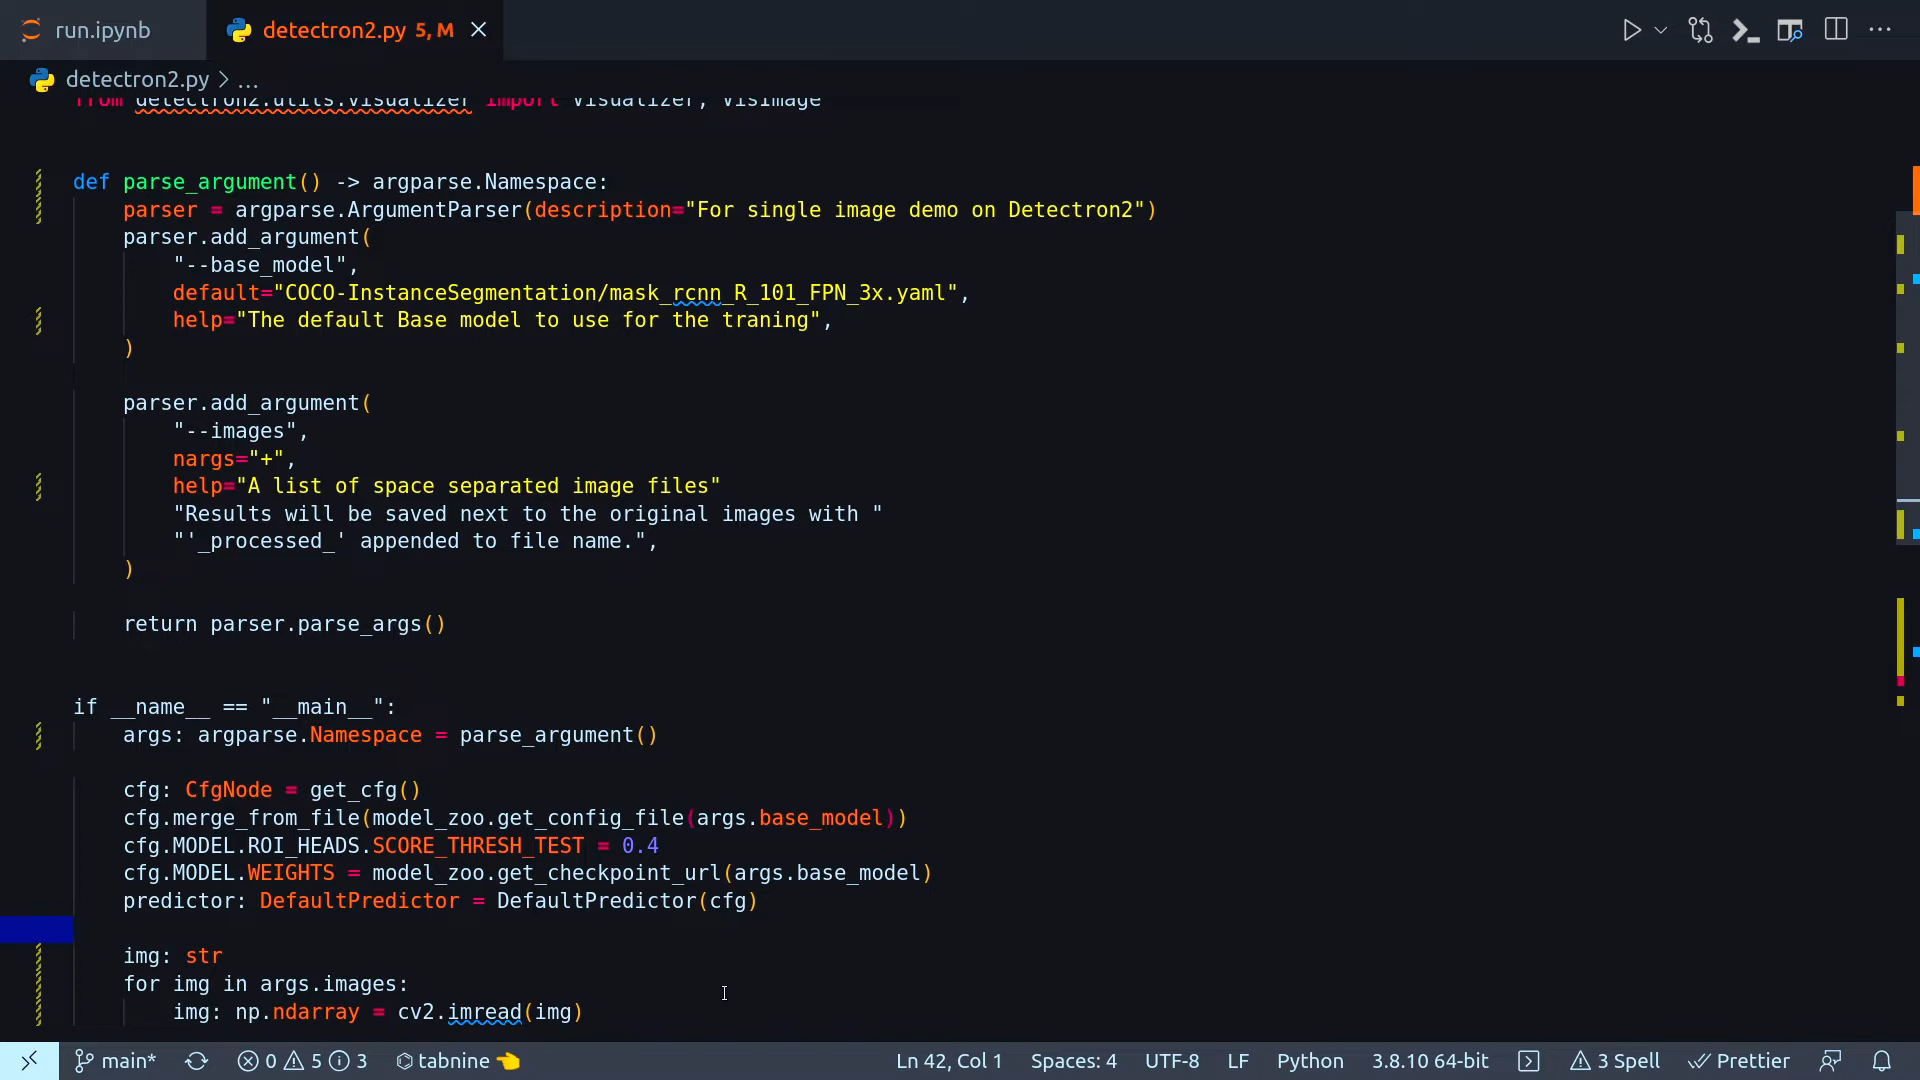 run.ipynb
detectron2.py 5, M
detectron2.py > ...
from detectron2.utils.visualizer import Visualizer, VisImage
def parse_argument() -> argparse.Namespace:
parser = argparse.ArgumentParser(description="For single image demo on Detectron2")
parser.add_argument(
"--base_model",
default="COCO-InstanceSegmentation/mask_rcnn_R_101_FPN_3x.yaml",
help="The default Base model to use for the traning",
)
parser.add_argument(
"--images",
nargs="+",
help="A list of space separated image files"
"Results will be saved next to the original images with "
"'_processed_' appended to file name.",
)
return parser.parse_args()
if __name__ == "__main__":
args: argparse.Namespace = parse_argument()
cfg: CfgNode = get_cfg()
cfg.merge_from_file(model_zoo.get_config_file(args.base_model))
cfg.MODEL.ROI_HEADS.SCORE_THRESH_TEST = 0.4
cfg.MODEL.WEIGHTS = model_zoo.get_checkpoint_url(args.base_model)
predictor: DefaultPredictor = DefaultPredictor(cfg)
img: str
for img in args.images:
img: np.ndarray = cv2.imread(img)
main* 0 5 3 tabnine Ln 42, Col 1 Spaces: 4 UTF-8 LF Python 3.8.10 64-bit 3 Spell Prettier